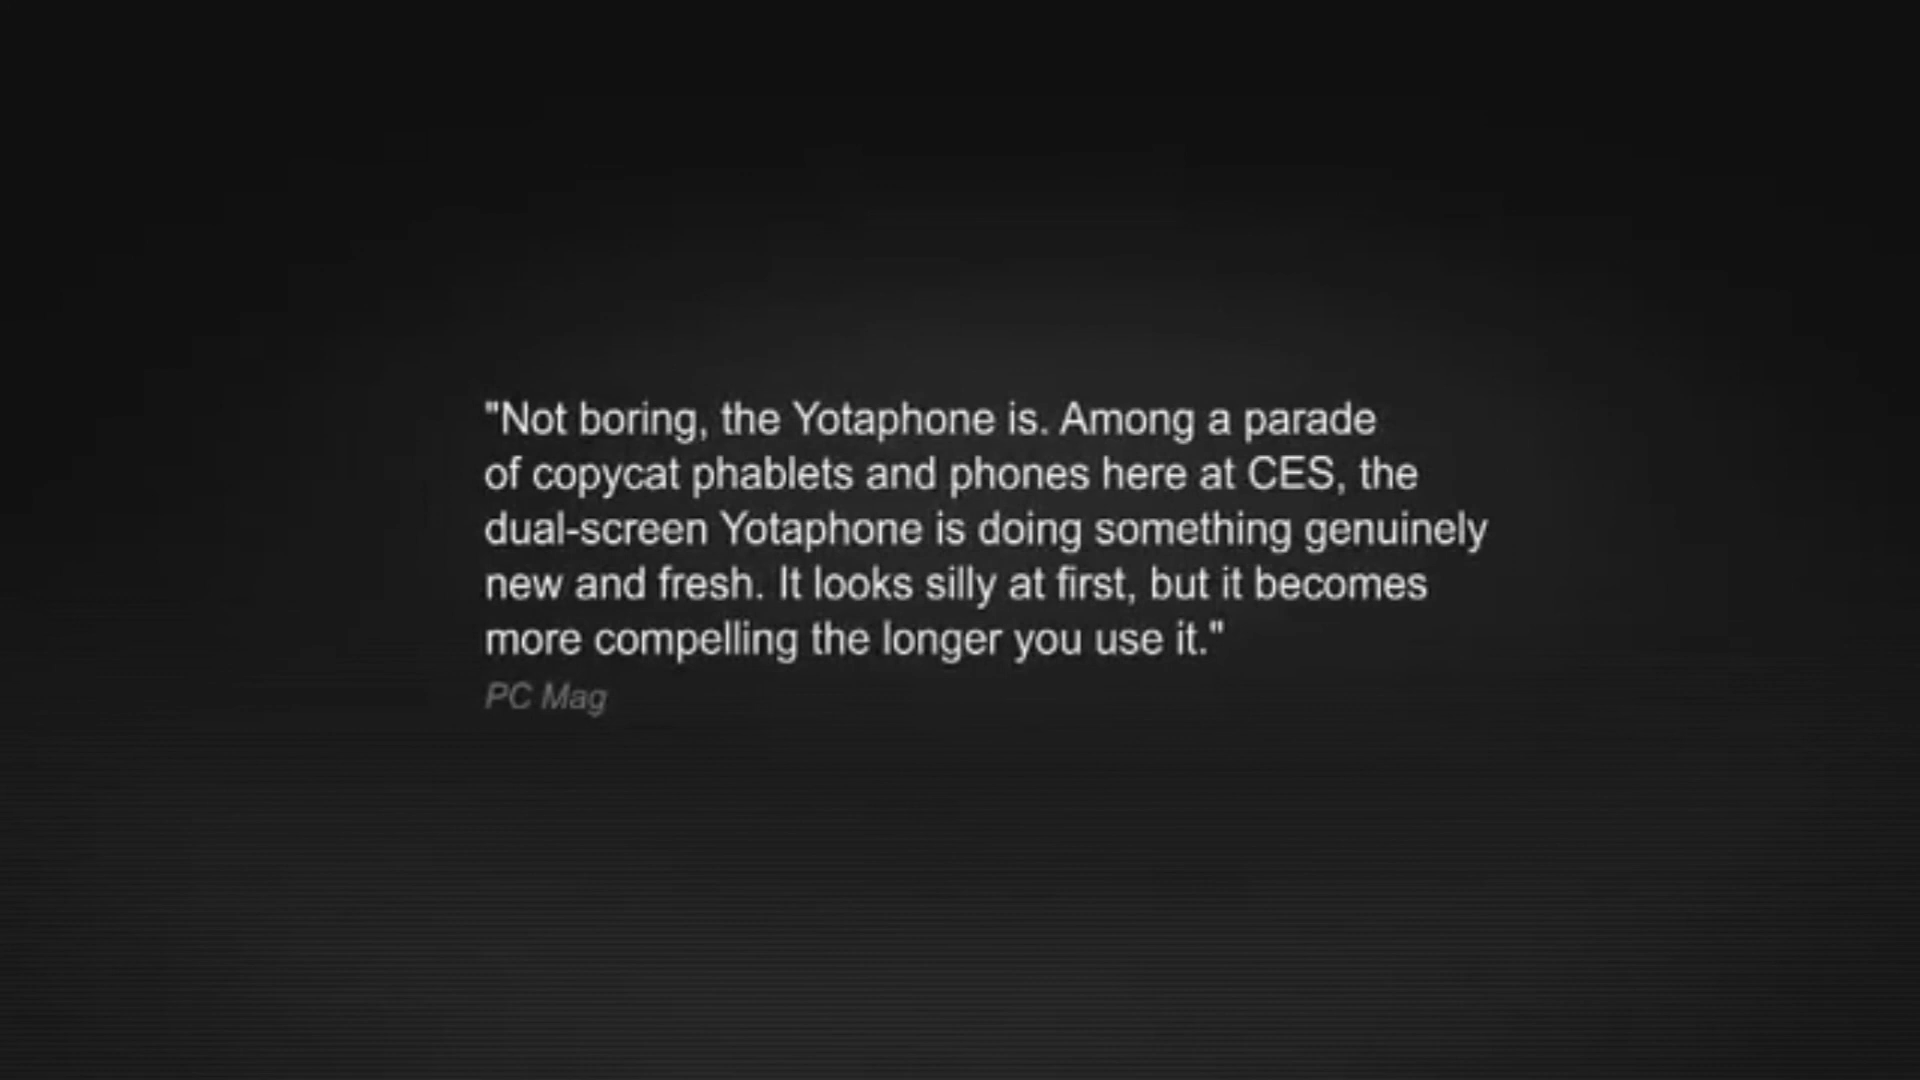 "Not boring, the Yotaphone is. Among a parade
of copycat phablets and phones here at CES, the
dual-screen Yotaphone is doing something genuinely
new and fresh. It looks silly at first, but it becomes
more compelling the longer you use it."
PC Mag